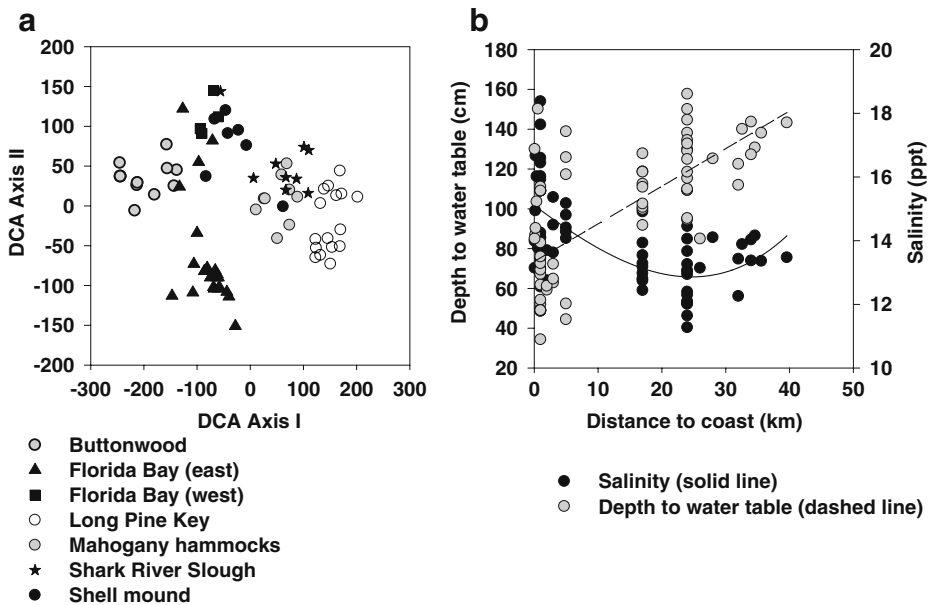 a
200
150
100
50
0
-50
-100
-150
-200
DCA Axis II
-300 -200 -100 0 100 200 300
DCA Axis I
Buttonwood
Florida Bay (east)
Florida Bay (west)
Long Pine Key
Mahogany hammocks
Shark River Slough
Shell mound
b
180
160
140
120
100
80
60
40
20
Depth to water table (cm)
20
18
16
14
12
10
Salinity (ppt)
0 10 20 30 40 50
Distance to coast (km)
Salinity (solid line)
Depth to water table (dashed line)